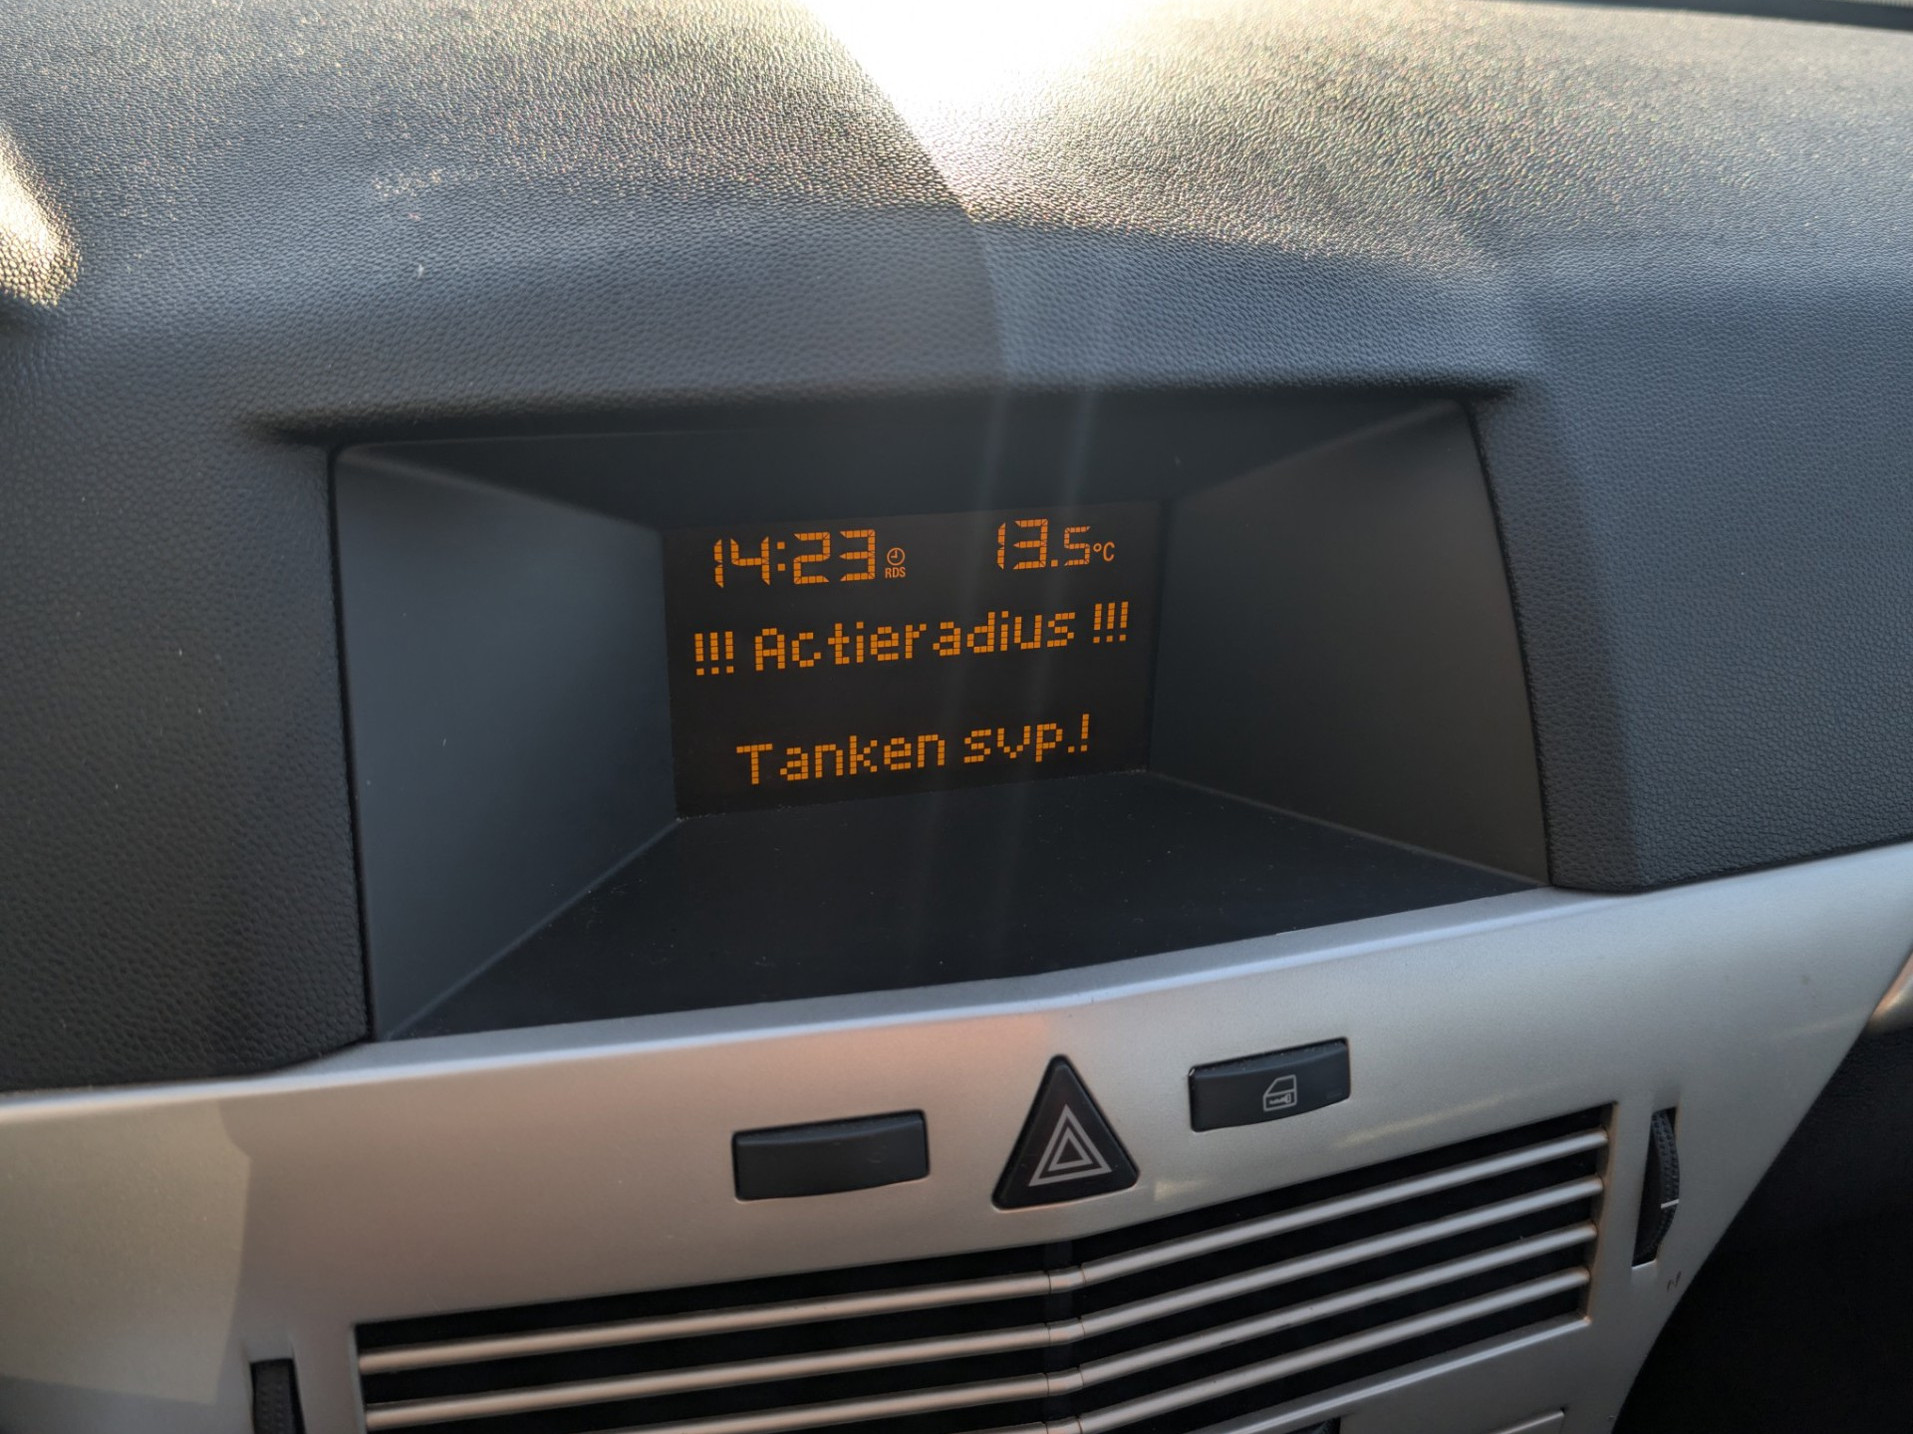 14:23 RDS 13.5°C
!!! Actieradius !!!
Tanken svp.!